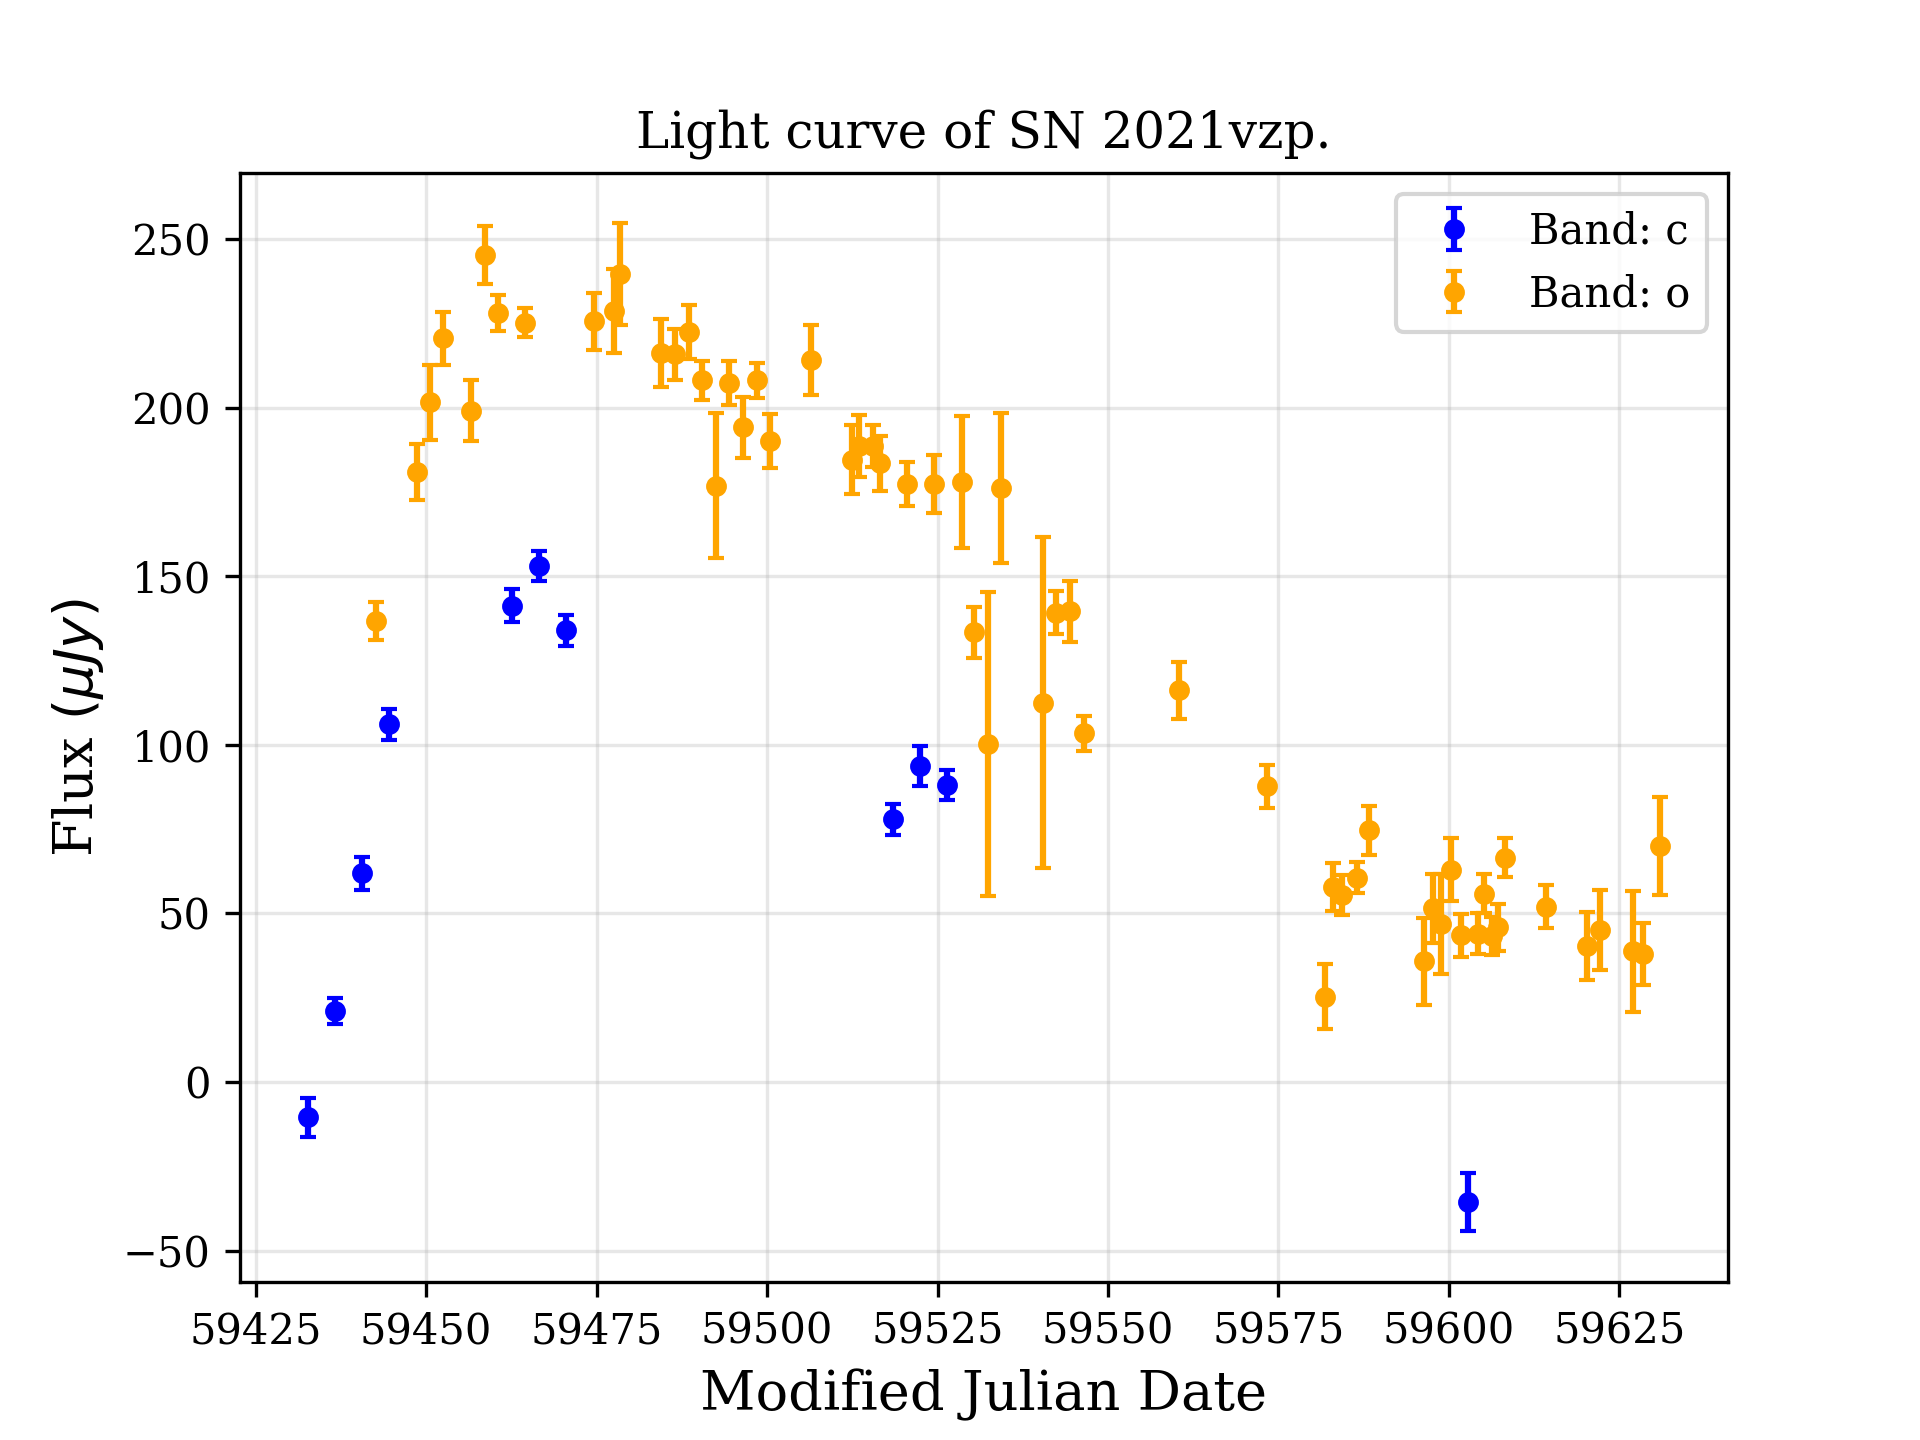 Light curve of SN 2021vzp.
Band: c
Band: o
250
200
150
100
50
0
−50
Flux (μJy)
59425 59450 59475 59500 59525 59550 59575 59600 59625
Modified Julian Date